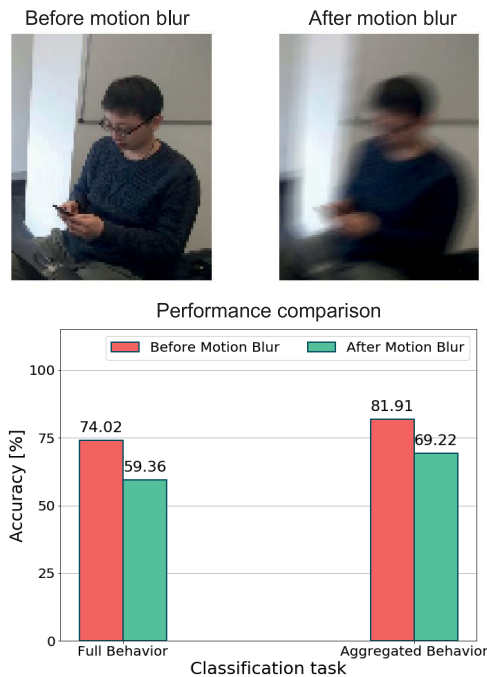 Before motion blur
After motion blur
Performance comparison
Before Motion Blur
After Motion Blur
100
75
50
25
0
Accuracy [%]
74.02
59.36
81.91
69.22
Full Behavior
Aggregated Behavior
Classification task